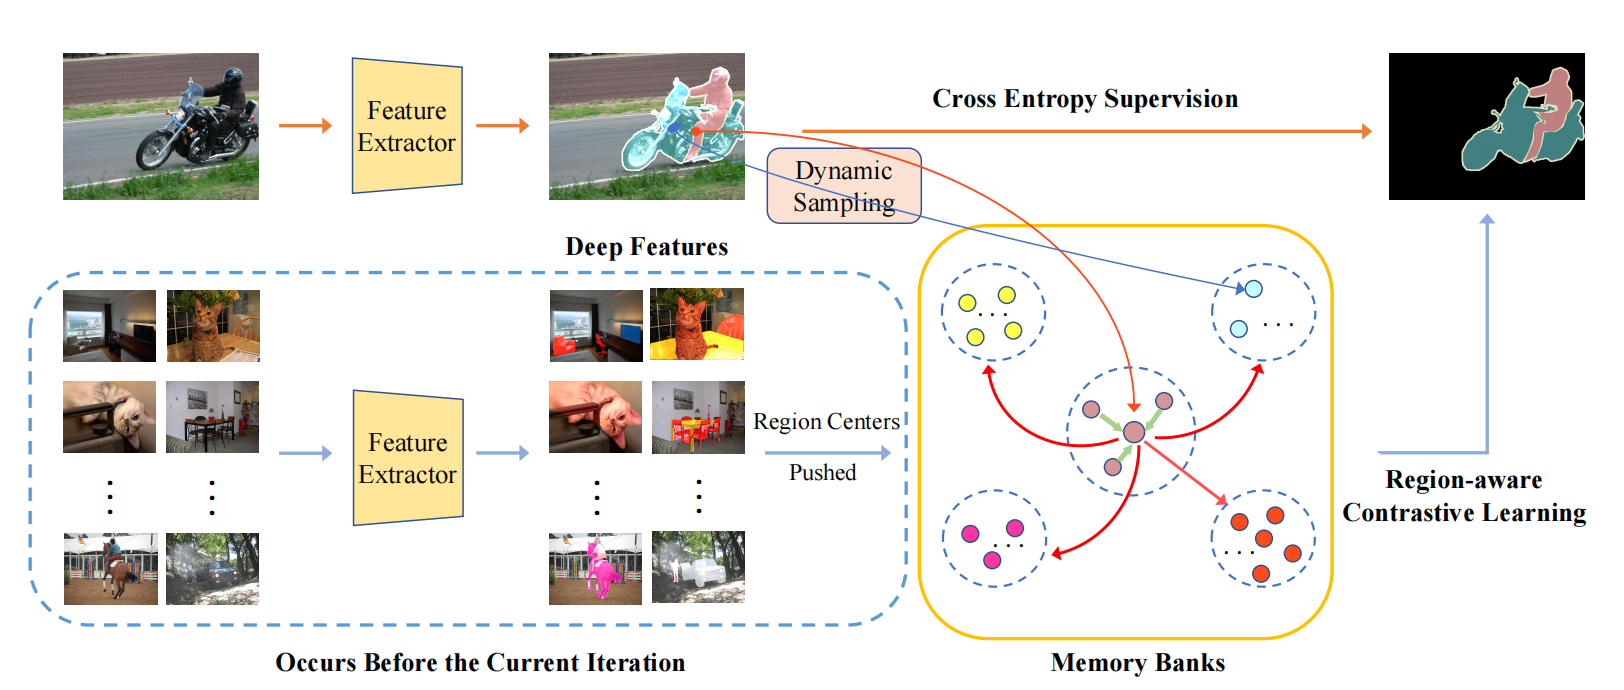 Feature
Extractor
Cross Entropy Supervision
Dynamic
Sampling
Deep Features
Feature
Extractor
Region Centers
Pushed
Region-aware
Contrastive Learning
Occurs Before the Current Iteration
Memory Banks